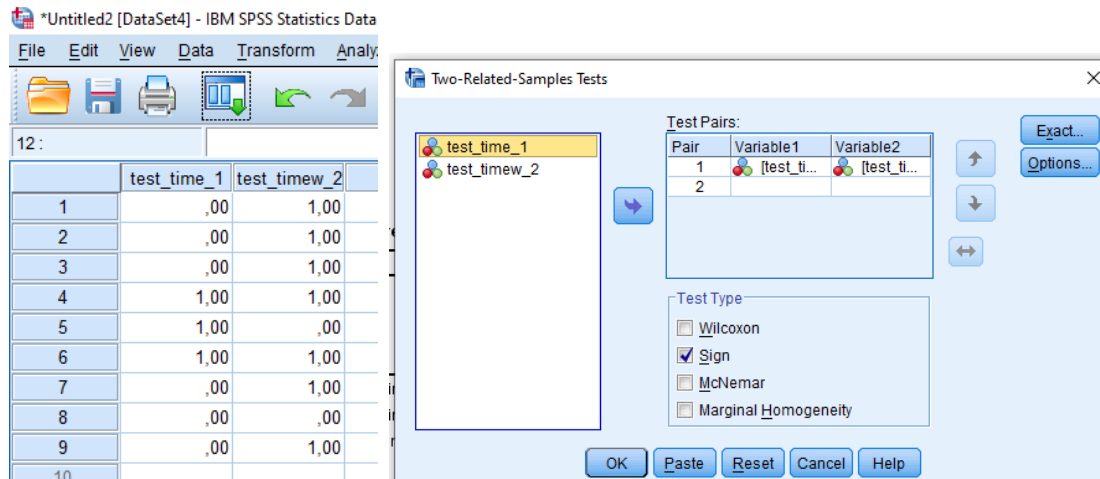 *Untitled2 [DataSet4] - IBM SPSS Statistics Data
File Edit View Data Transform Analyz
12 :
test_time_1 test_timew_2
1 ,00 1,00
2 ,00 1,00
3 ,00 1,00
4 1,00 1,00
5 1,00 ,00
6 1,00 1,00
7 ,00 1,00
8 ,00 ,00
9 ,00 1,00
10
Two-Related-Samples Tests
test_time_1
test_timew_2
Test Pairs:
Pair Variable1 Variable2
1 [test_ti... [test_ti...
2
Exact...
Options...
Test Type
Wilcoxon
Sign
McNemar
Marginal Homogeneity
OK Paste Reset Cancel Help